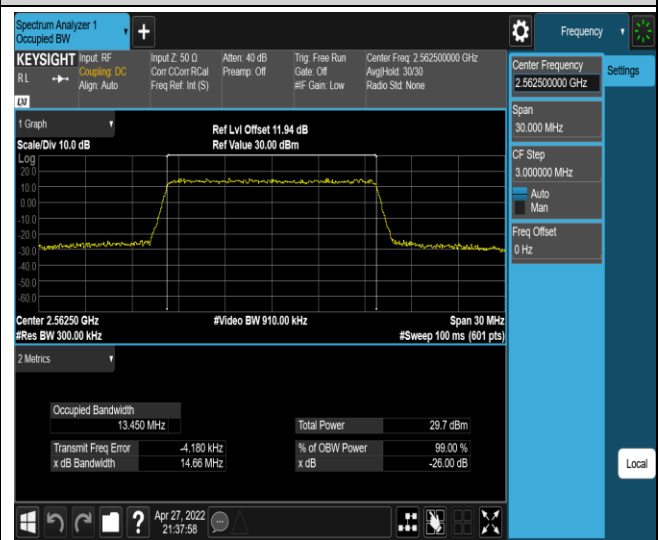 Spectrum Analyzer 1
Occupied BW
+
Frequency
KEYSIGHT
RL
LXI
Input: RF
Coupling: DC
Align: Auto
Input Z: 50 Ω
Corr CCorr RCal
Freq Ref: Int (S)
Atten: 40 dB
Preamp: Off
Trig: Free Run
Gate: Off
#IF Gain: Low
Center Freq: 2.562500000 GHz
Avg|Hold: 30/30
Radio Std: None
Center Frequency
2.562500000 GHz
Settings
Span
30.000 MHz
CF Step
3.000000 MHz
Auto
Man
Freq Offset
0 Hz
1 Graph
Scale/Div 10.0 dB
Ref Lvl Offset 11.94 dB
Ref Value 30.00 dBm
Log
20.0
10.0
0.00
-10.0
-20.0
-30.0
-40.0
-50.0
-60.0
Center 2.56250 GHz
#Video BW 910.00 kHz
Span 30 MHz
#Res BW 300.00 kHz
#Sweep 100 ms (601 pts)
2 Metrics
Occupied Bandwidth
13.450 MHz
Total Power 29.7 dBm
Transmit Freq Error -4.180 kHz
% of OBW Power 99.00 %
x dB Bandwidth 14.66 MHz
x dB -26.00 dB
Local
?
Apr 27, 2022
21:37:58